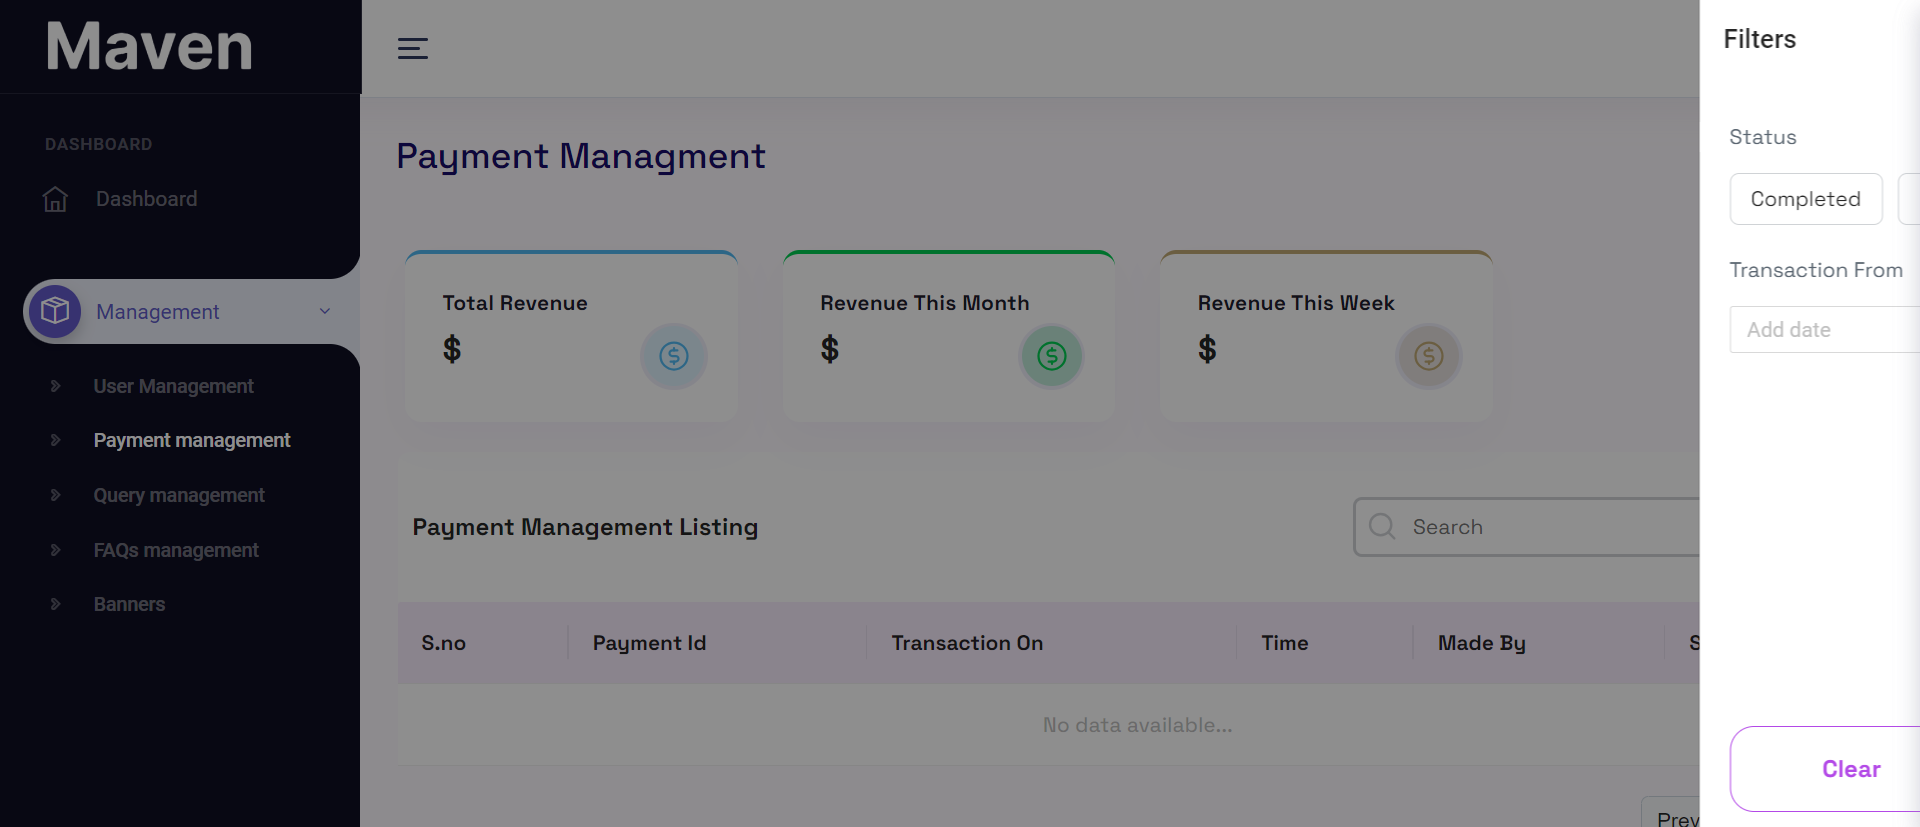 Maven
DASHBOARD
Dashboard
Management
User Management
Payment management
Query management
FAQs management
Banners
Payment Managment
Total Revenue
$
Revenue This Month
$
Revenue This Week
$
Payment Management Listing
Search
S.no Payment Id Transaction On Time Made By S
No data available...
Prev
Filters
Status
Completed
Transaction From
Add date
Clear